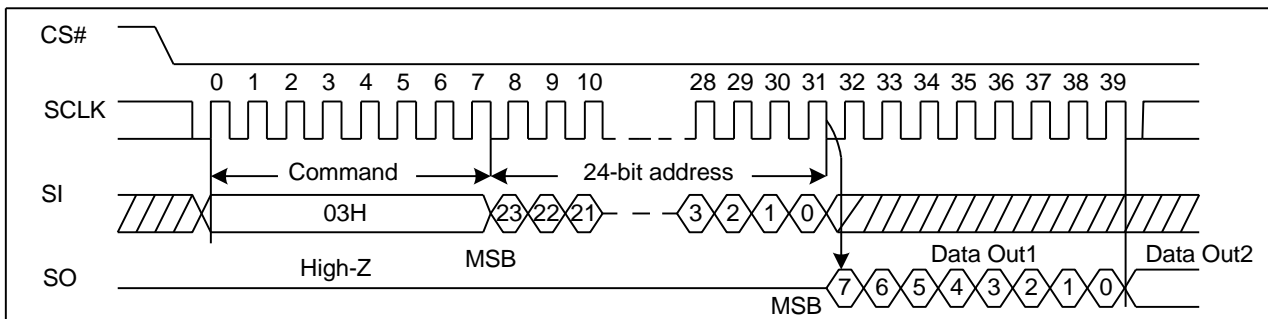 CS#
0 1 2 3 4 5 6 7 8 9 10 28 29 30 31 32 33 34 35 36 37 38 39
SCLK
Command 24-bit address
SI
03H 23 22 21 3 2 1 0
High-Z MSB Data Out1 Data Out2
SO
MSB 7 6 5 4 3 2 1 0